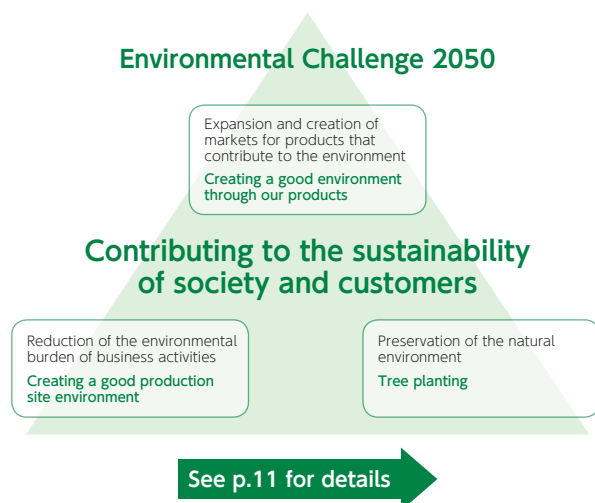 Environmental Challenge 2050
Expansion and creation of
markets for products that
contribute to the environment
Creating a good environment
through our products
Contributing to the sustainability
of society and customers
Reduction of the environmental
burden of business activities
Creating a good production
site environment
Preservation of the natural
environment
Tree planting
See p.11 for details